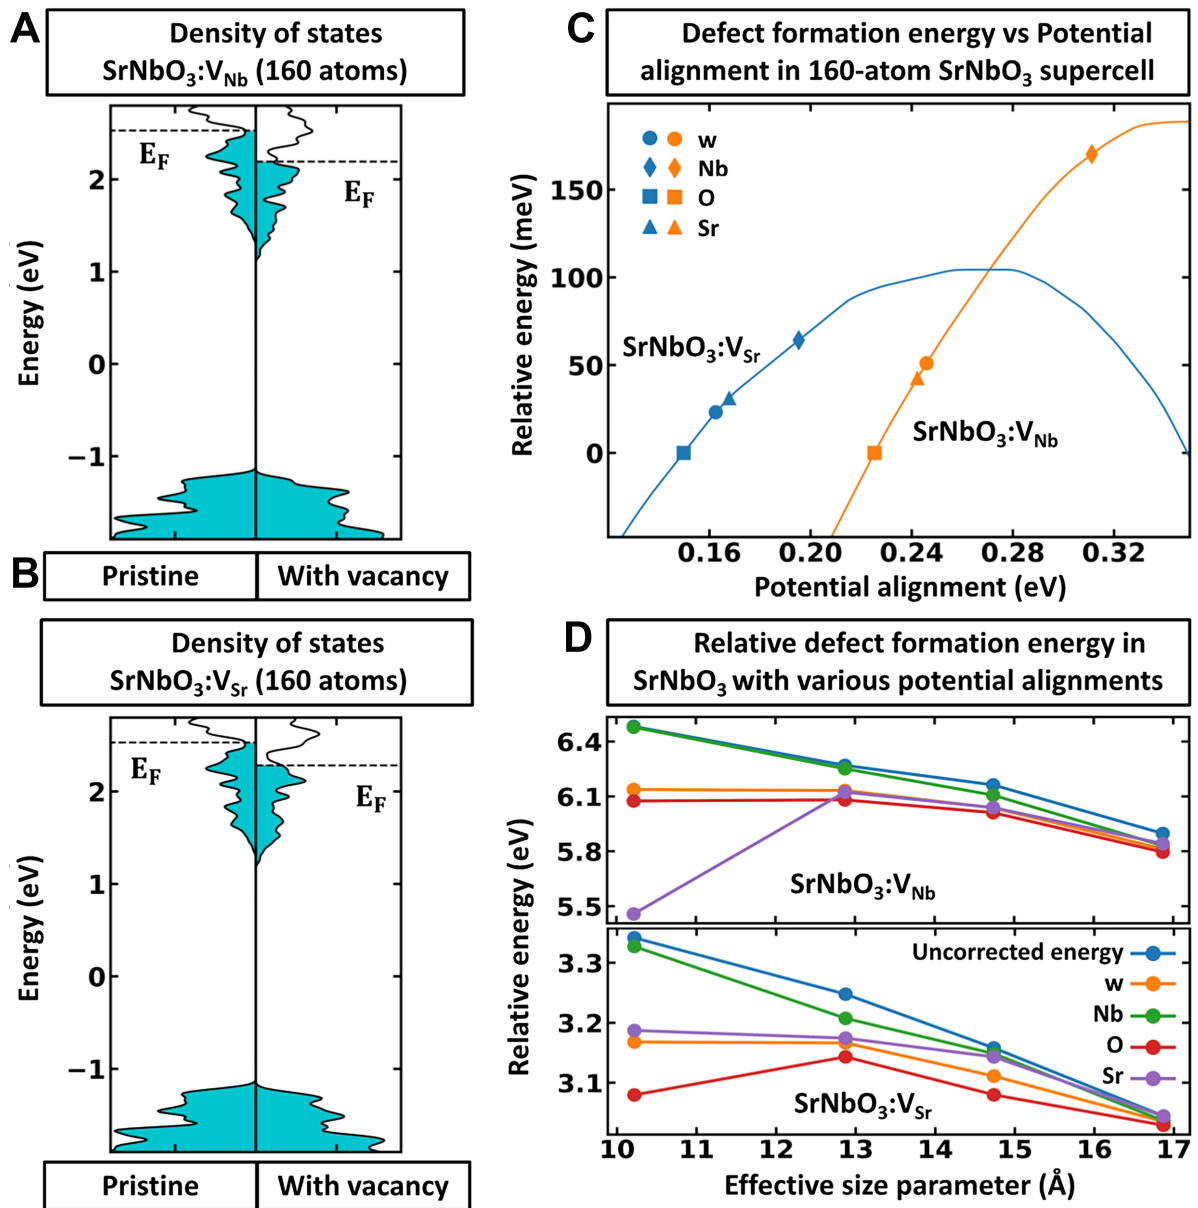 A
Density of states
SrNbO3:VNb (160 atoms)
EF
EF
2
1
0
−1
Energy (eV)
Pristine
With vacancy
B
Density of states
SrNbO3:VSr (160 atoms)
EF
EF
2
1
0
−1
Energy (eV)
Pristine
With vacancy
C
Defect formation energy vs Potential
alignment in 160-atom SrNbO3 supercell
w
Nb
O
Sr
150
100
50
0
Relative energy (meV)
SrNbO3:VSr
SrNbO3:VNb
0.16 0.20 0.24 0.28 0.32
Potential alignment (eV)
D
Relative defect formation energy in
SrNbO3 with various potential alignments
6.4
6.1
5.8
5.5
SrNbO3:VNb
Relative energy (eV)
3.3
3.2
3.1
Uncorrected energy
w
Nb
O
Sr
SrNbO3:VSr
10 11 12 13 14 15 16 17
Effective size parameter (Å)